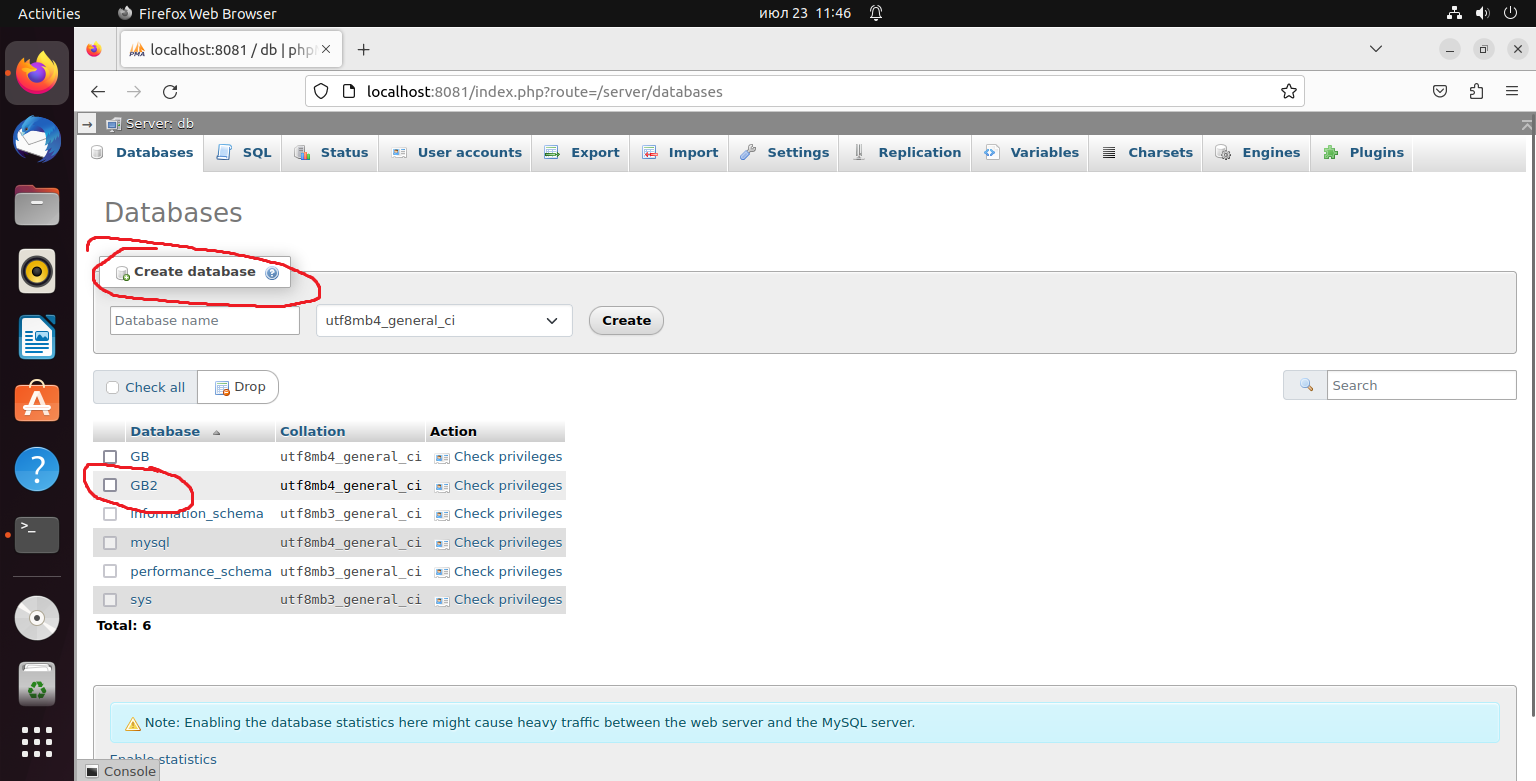 Activities Firefox Web Browser июл 23 11:46
localhost:8081 / db | php
localhost:8081/index.php?route=/server/databases
Server: db
Databases SQL Status User accounts Export Import Settings Replication Variables Charsets Engines Plugins
Databases
Create database
Database name utf8mb4_general_ci Create
Check all Drop Search
Database Collation Action
GB utf8mb4_general_ci Check privileges
GB2 utf8mb4_general_ci Check privileges
information_schema utf8mb3_general_ci Check privileges
mysql utf8mb4_general_ci Check privileges
performance_schema utf8mb3_general_ci Check privileges
sys utf8mb3_general_ci Check privileges
Total: 6
Note: Enabling the database statistics here might cause heavy traffic between the web server and the MySQL server.
Enable statistics
Console